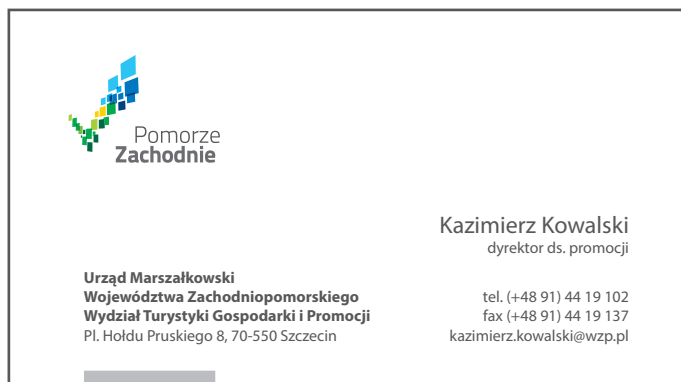 Pomorze
Zachodnie
Kazimierz Kowalski
dyrektor ds. promocji
Urząd Marszałkowski
Województwa Zachodniopomorskiego
Wydział Turystyki Gospodarki i Promocji
Pl. Hołdu Pruskiego 8, 70-550 Szczecin
tel. (+48 91) 44 19 102
fax (+48 91) 44 19 137
kazimierz.kowalski@wzp.pl